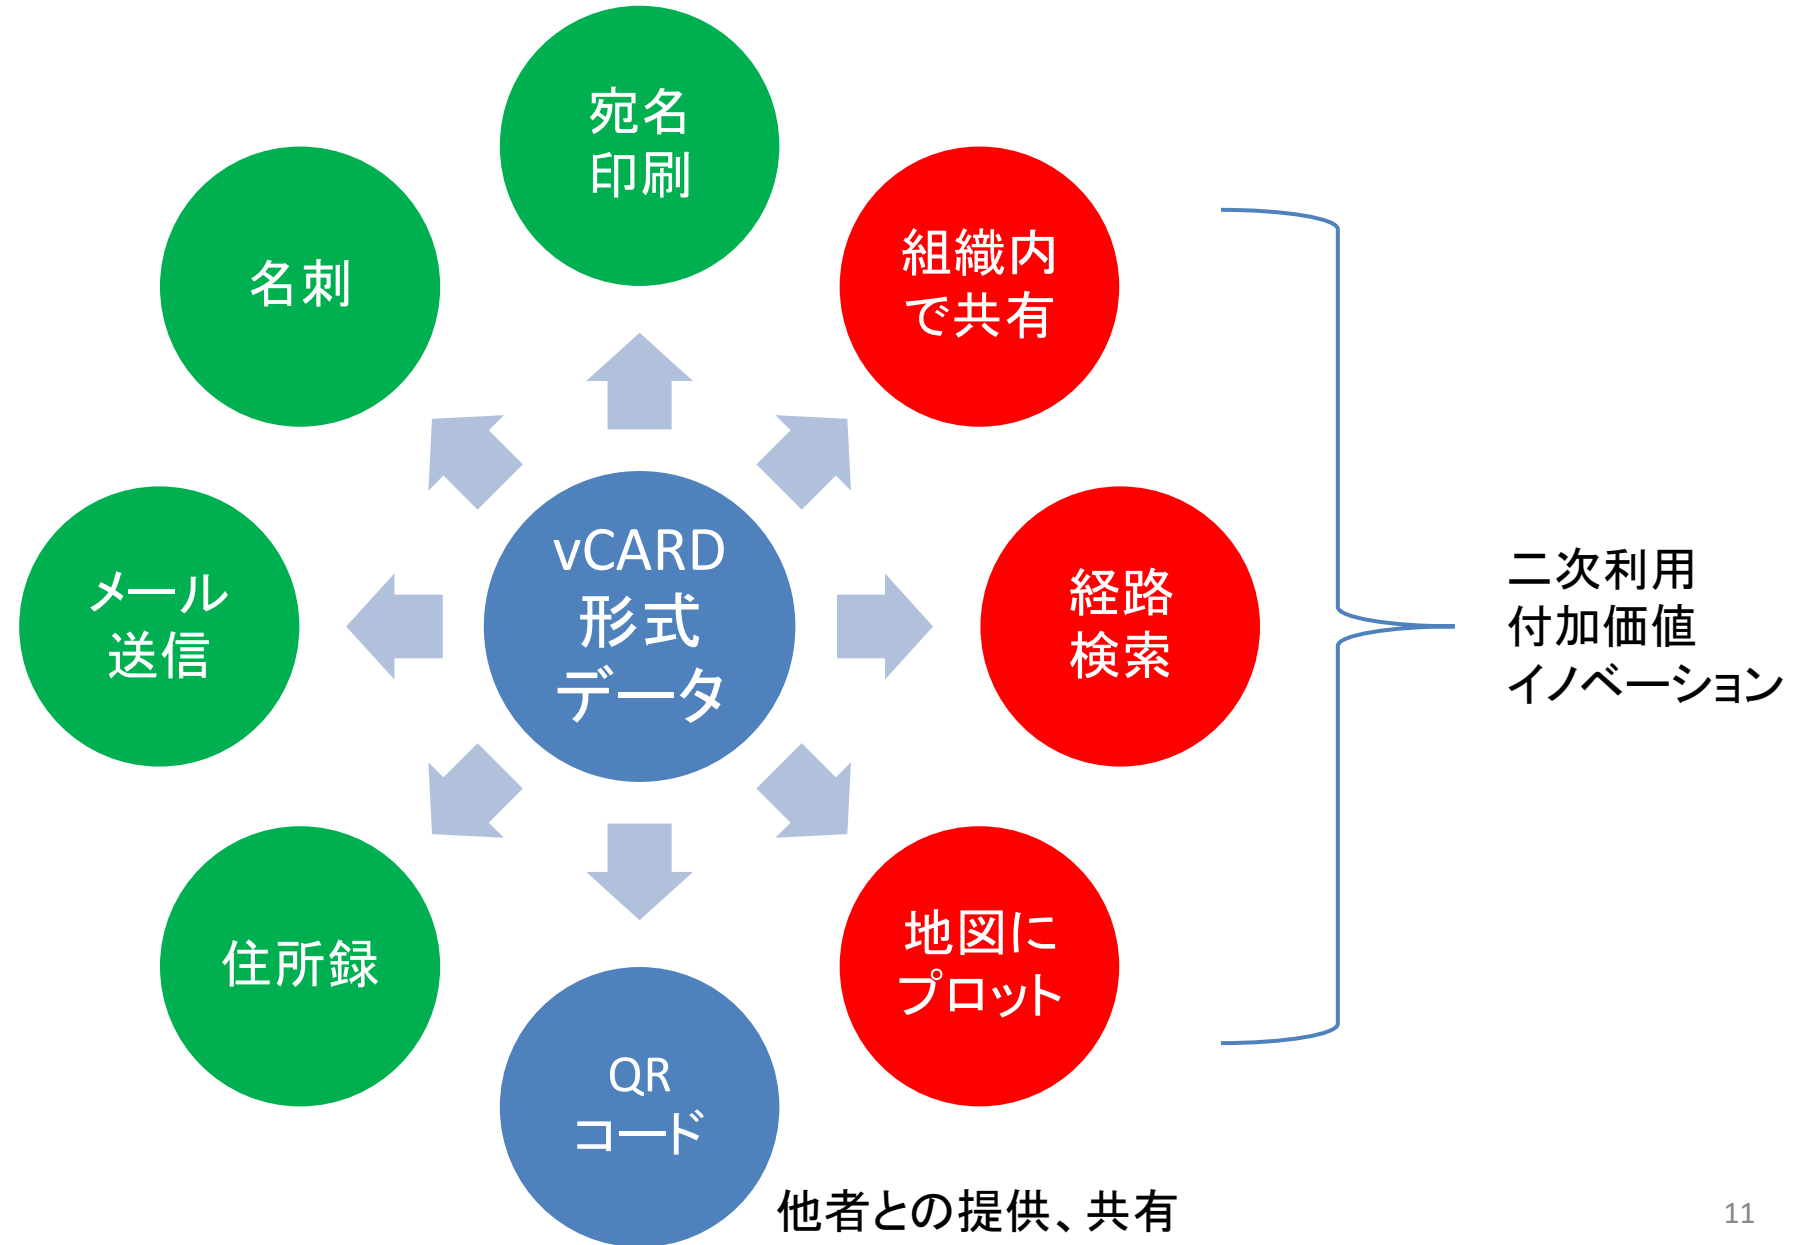 宛名
印刷
組織内
で共有
名刺
vCARD
形式
データ
メール
送信
経路
検索
二次利用
付加価値
イノベーション
住所録
地図に
プロット
QR
コード
他者との提供、共有
11